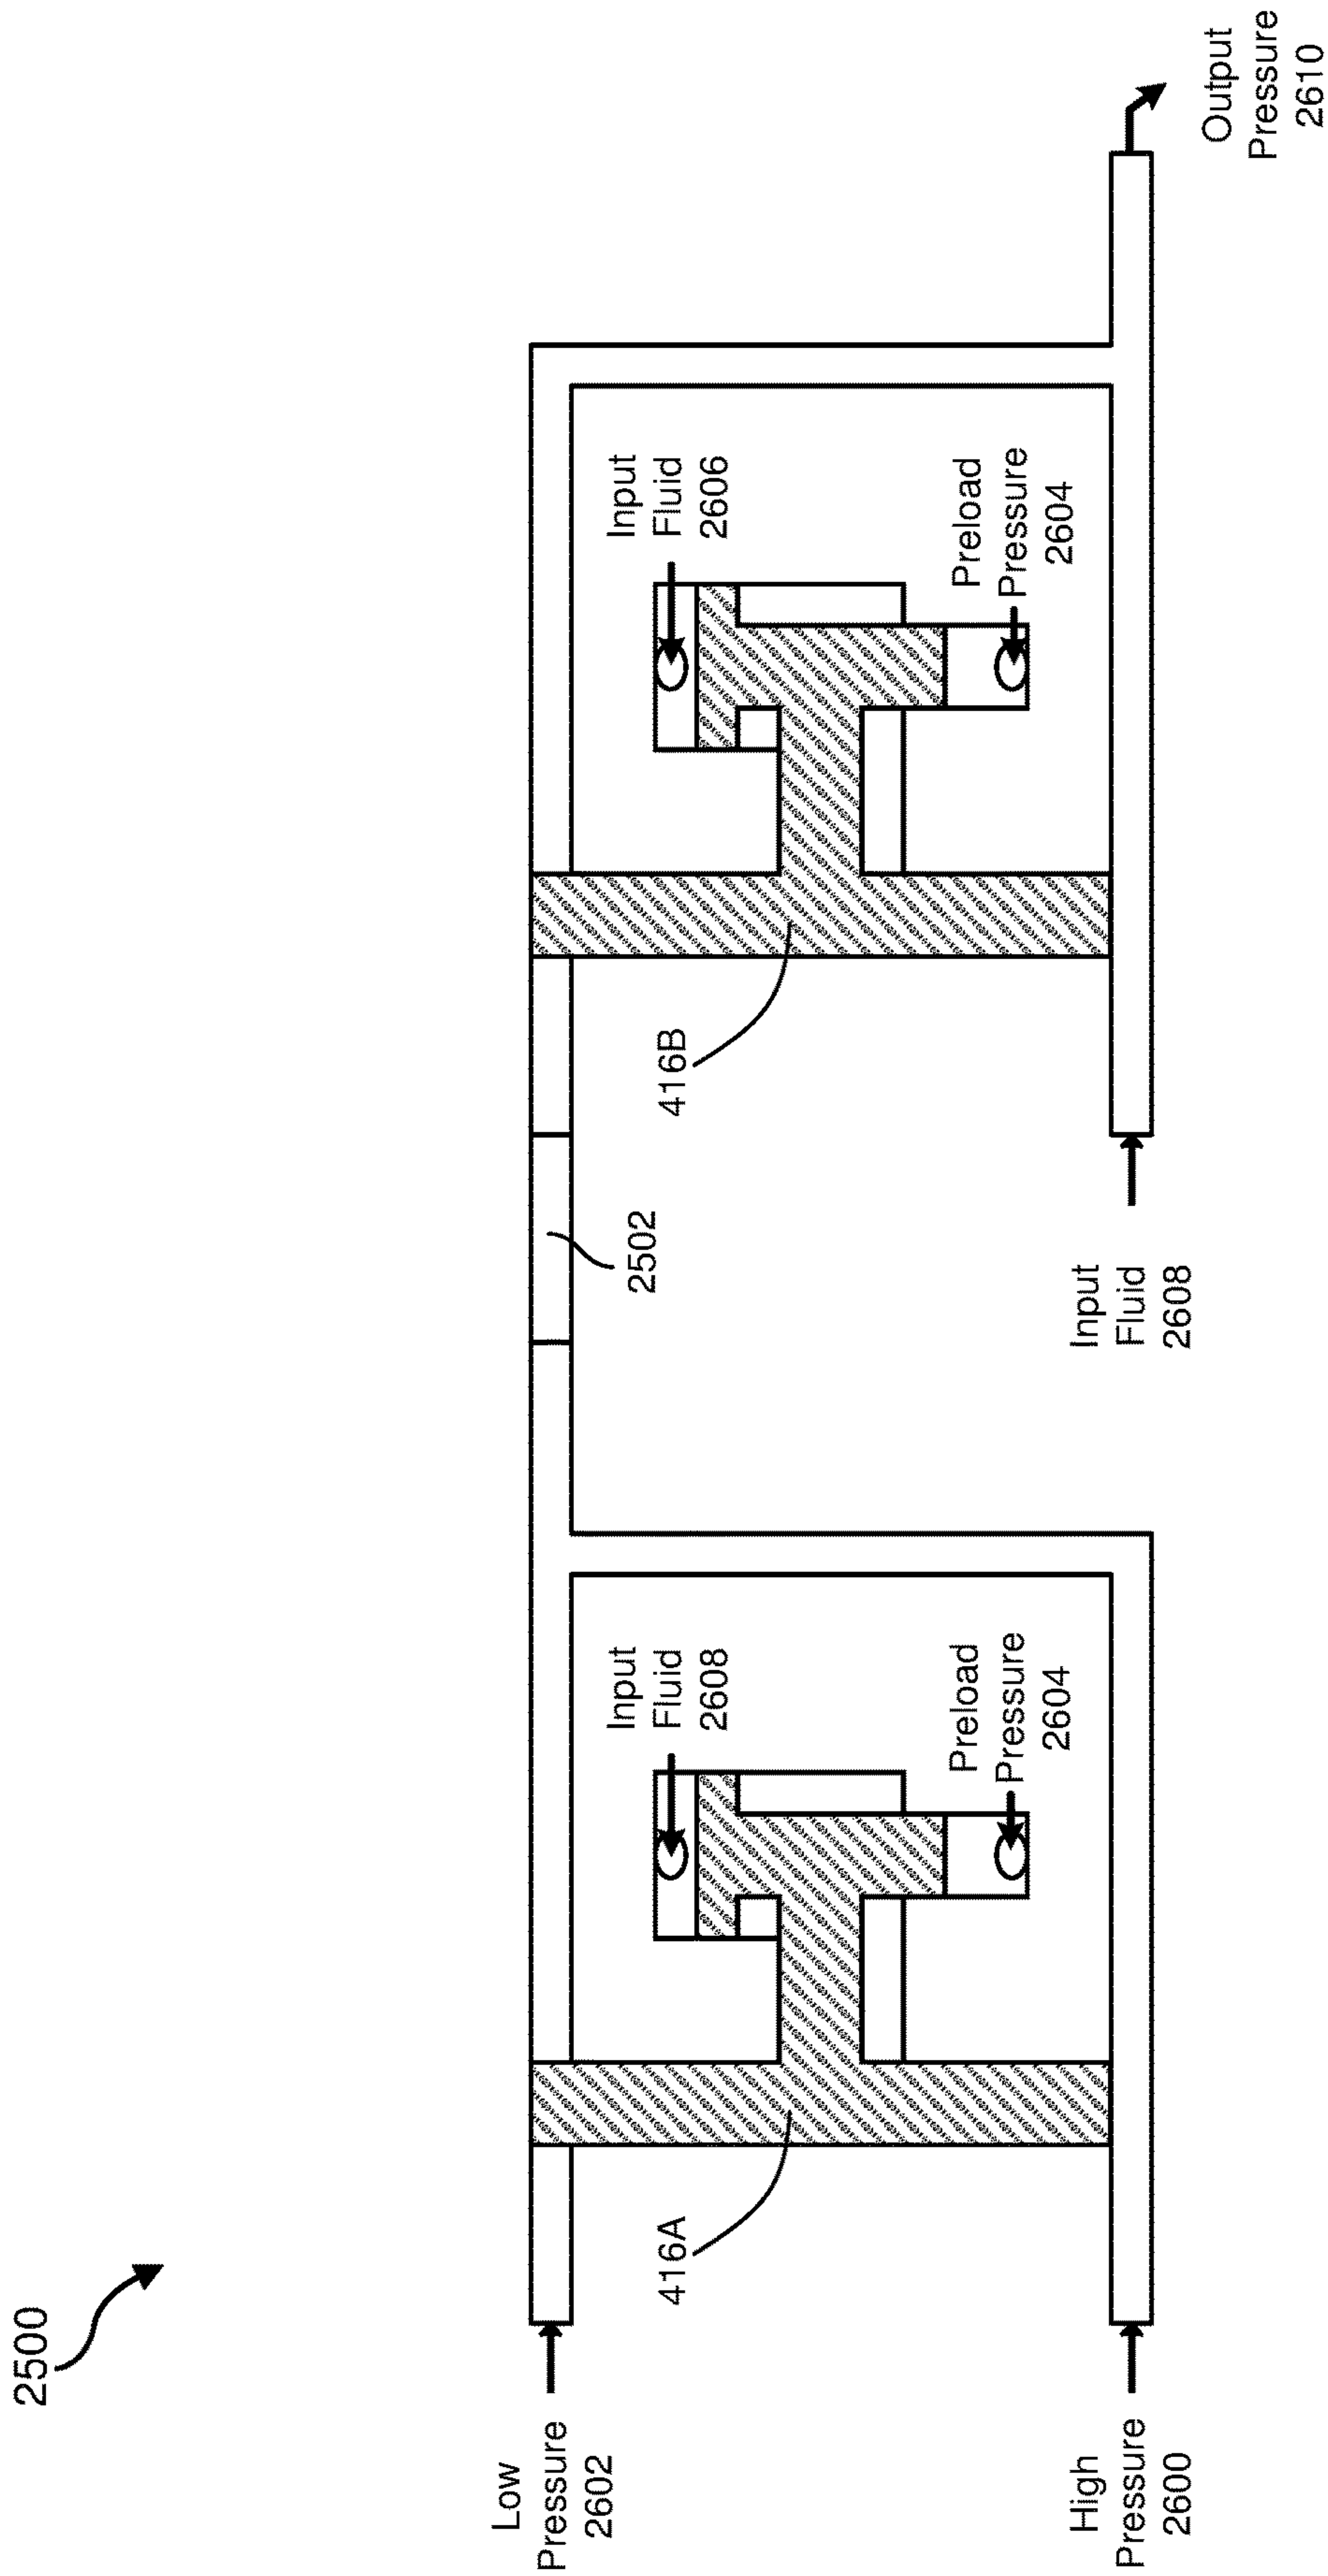 2500
Low
Pressure
2602
High
Pressure
2600
416A
Input
Fluid
2608
Preload
Pressure
2604
2502
Input
Fluid
2608
416B
Input
Fluid
2606
Preload
Pressure
2604
Output
Pressure
2610